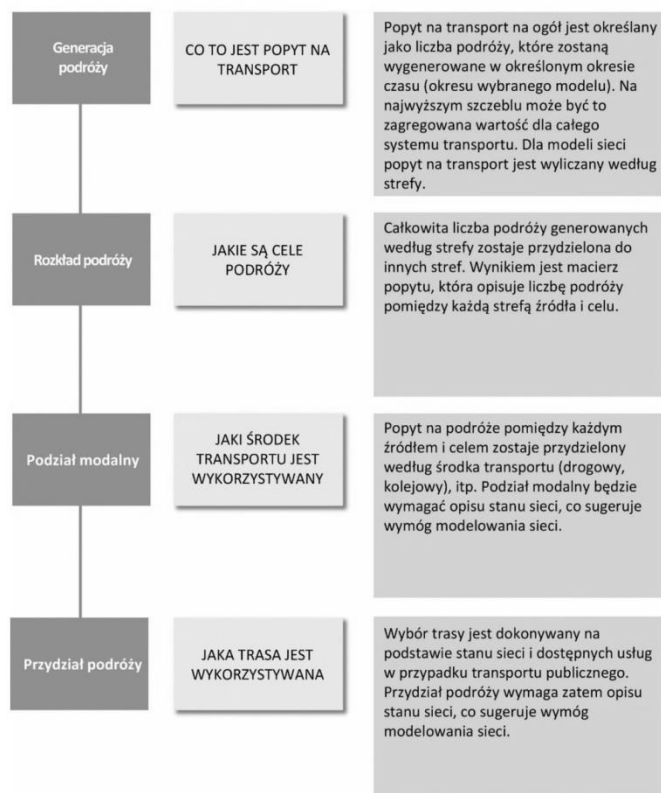 Generacja
podróży
CO TO JEST POPYT NA
TRANSPORT
Popyt na transport na ogół jest określany
jako liczba podróży, które zostaną
wygenerowane w określonym okresie
czasu (okresu wybranego modelu). Na
najwyższym szczeblu może być to
zagregowana wartość dla całego
systemu transportu. Dla modeli sieci
popyt na transport jest wyliczany według
strefy.
Rozkład podróży
JAKIE SĄ CELE
PODRÓŻY
Całkowita liczba podróży generowanych
według strefy zostaje przydzielona do
innych stref. Wynikiem jest macierz
popytu, która opisuje liczbę podróży
pomiędzy każdą strefą źródła i celu.
Podział modalny
JAKI ŚRODEK
TRANSPORTU JEST
WYKORZYSTYWANY
Popyt na podróże pomiędzy każdym
źródłem i celem zostaje przydzielony
według środka transportu (drogowy,
kolejowy), itp. Podział modalny będzie
wymagać opisu stanu sieci, co sugeruje
wymóg modelowania sieci.
Przydział podróży
JAKA TRASA JEST
WYKORZYSTYWANA
Wybór trasy jest dokonywany na
podstawie stanu sieci i dostępnych usług
w przypadku transportu publicznego.
Przydział podróży wymaga zatem opisu
stanu sieci, co sugeruje wymóg
modelowania sieci.